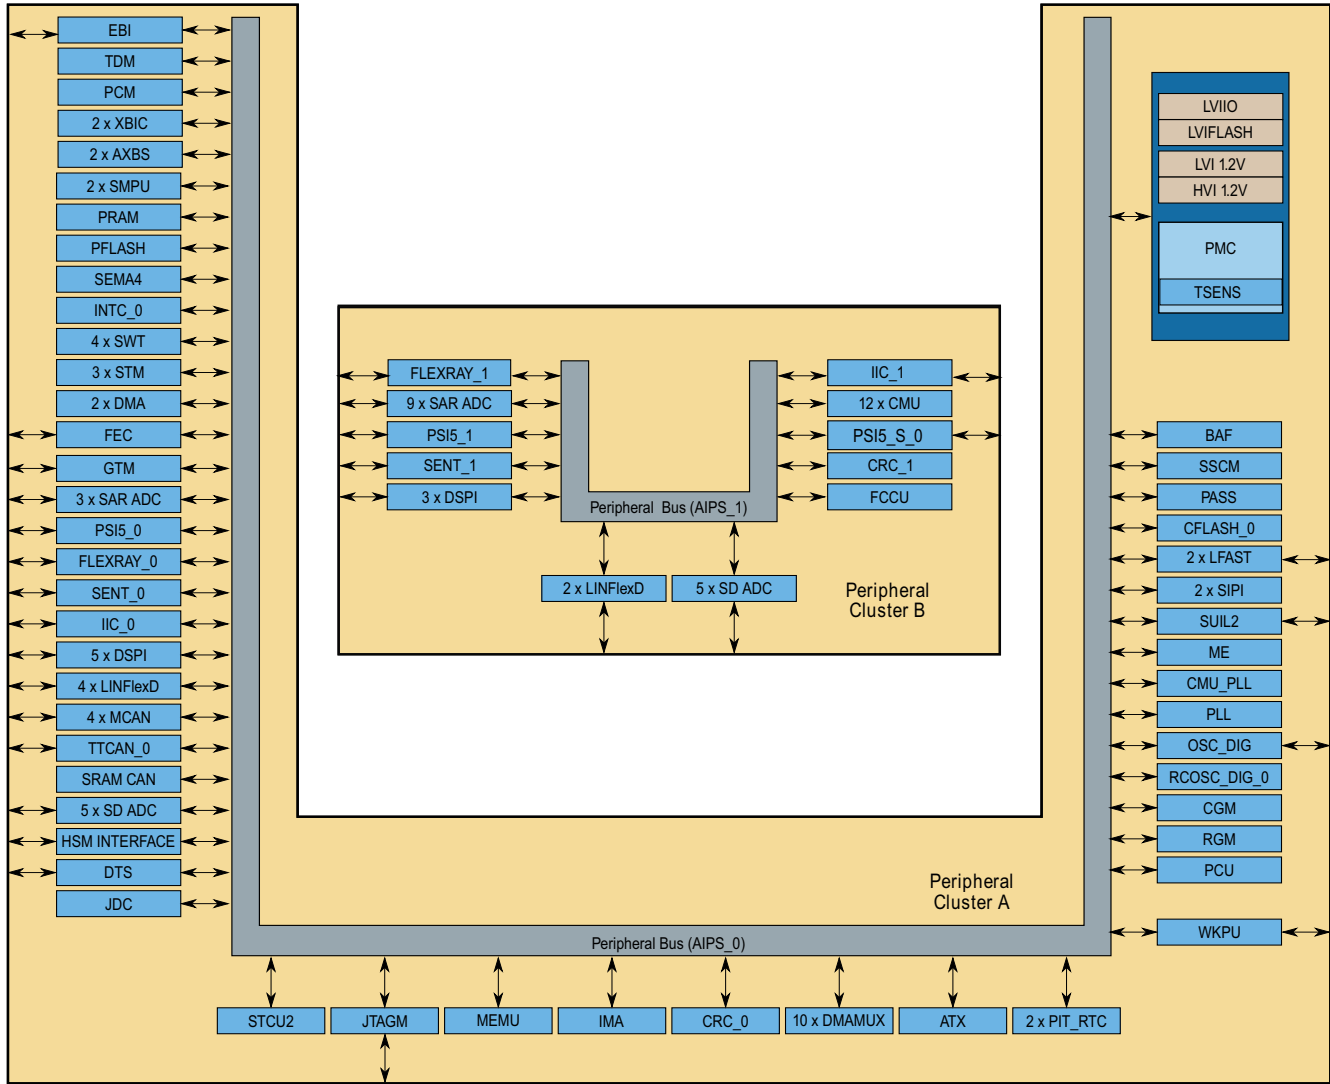 EBI
TDM
PCM
2 x XBIC
2 x AXBS
2 x SMPU
PRAM
PFLASH
SEMA4
INTC_0
4 x SWT
3 x STM
2 x DMA
FEC
GTM
3 x SAR ADC
PSI5_0
FLEXRAY_0
SENT_0
IIC_0
5 x DSPI
4 x LINFlexD
4 x MCAN
TTCAN_0
SRAM CAN
5 x SD ADC
HSM INTERFACE
DTS
JDC
FLEXRAY_1
9 x SAR ADC
PSI5_1
SENT_1
3 x DSPI
IIC_1
12 x CMU
PSI5_S_0
CRC_1
FCCU
Peripheral Bus (AIPS_1)
2 x LINFlexD
5 x SD ADC
Peripheral
Cluster B
LVIIO
LVIFLASH
LVI 1.2V
HVI 1.2V
PMC
TSENS
BAF
SSCM
PASS
CFLASH_0
2 x LFAST
2 x SIPI
SUIL2
ME
CMU_PLL
PLL
OSC_DIG
RCOSC_DIG_0
CGM
RGM
PCU
WKPU
Peripheral
Cluster A
Peripheral Bus (AIPS_0)
STCU2
JTAGM
MEMU
IMA
CRC_0
10 x DMAMUX
ATX
2 x PIT_RTC